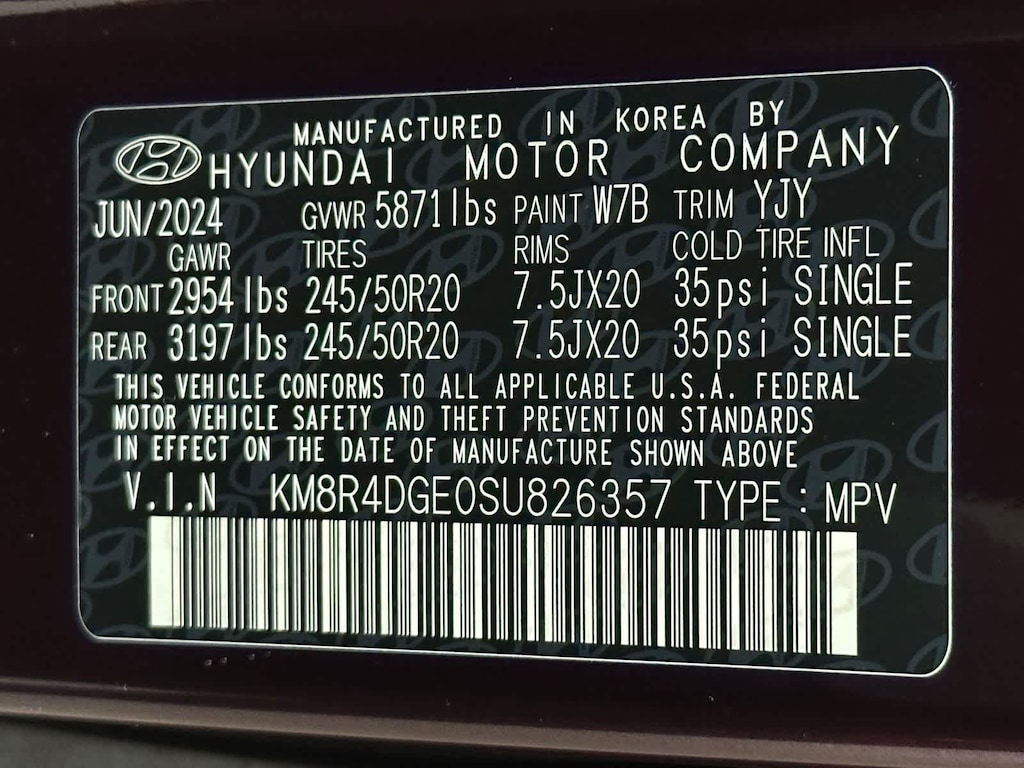 MANUFACTURED IN KOREA BY
HYUNDAI MOTOR COMPANY
JUN/2024 GVWR 5871lbs PAINT W7B TRIM YJY
GAWR TIRES RIMS COLD TIRE INFL
FRONT 2954lbs 245/50R20 7.5JX20 35psi SINGLE
REAR 3197lbs 245/50R20 7.5JX20 35psi SINGLE
THIS VEHICLE CONFORMS TO ALL APPLICABLE U.S.A. FEDERAL
MOTOR VEHICLE SAFETY AND THEFT PREVENTION STANDARDS
IN EFFECT ON THE DATE OF MANUFACTURE SHOWN ABOVE
V.I.N KM8R4DGE0SU826357 TYPE : MPV